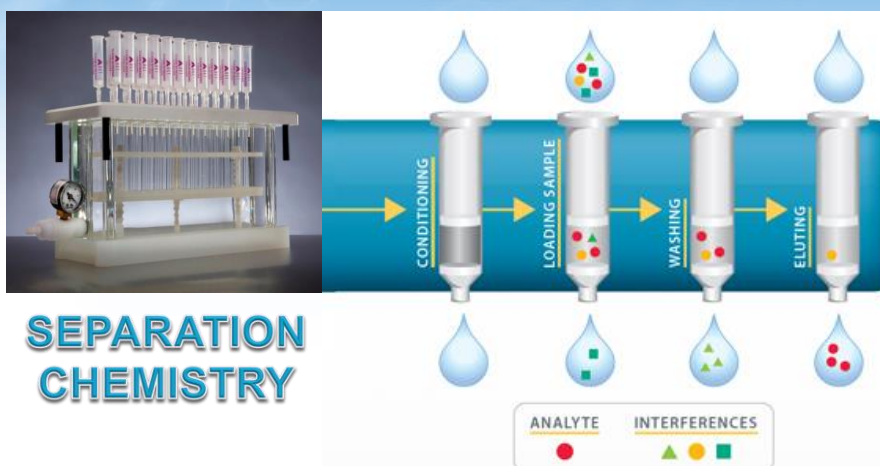 SEPARATION
CHEMISTRY
CONDITIONING
LOADING SAMPLE
WASHING
ELUTING
ANALYTE
INTERFERENCES